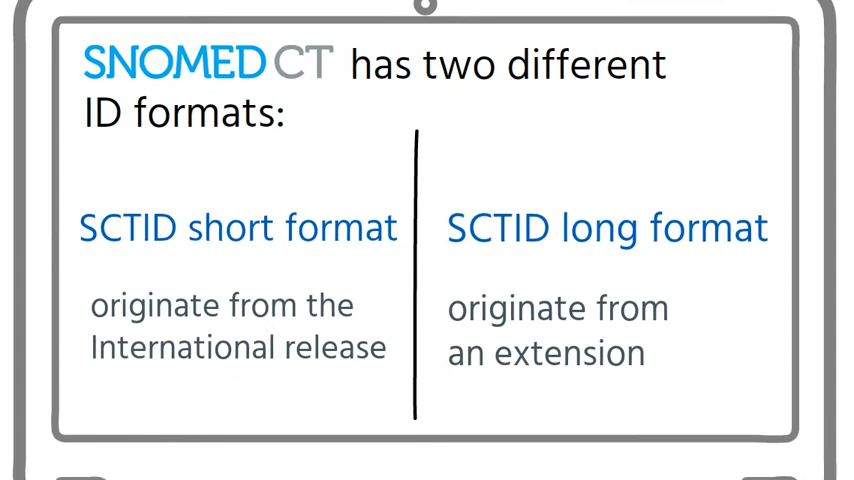 SNOMED CT has two different
ID formats:
SCTID short format
originate from the
International release
SCTID long format
originate from
an extension